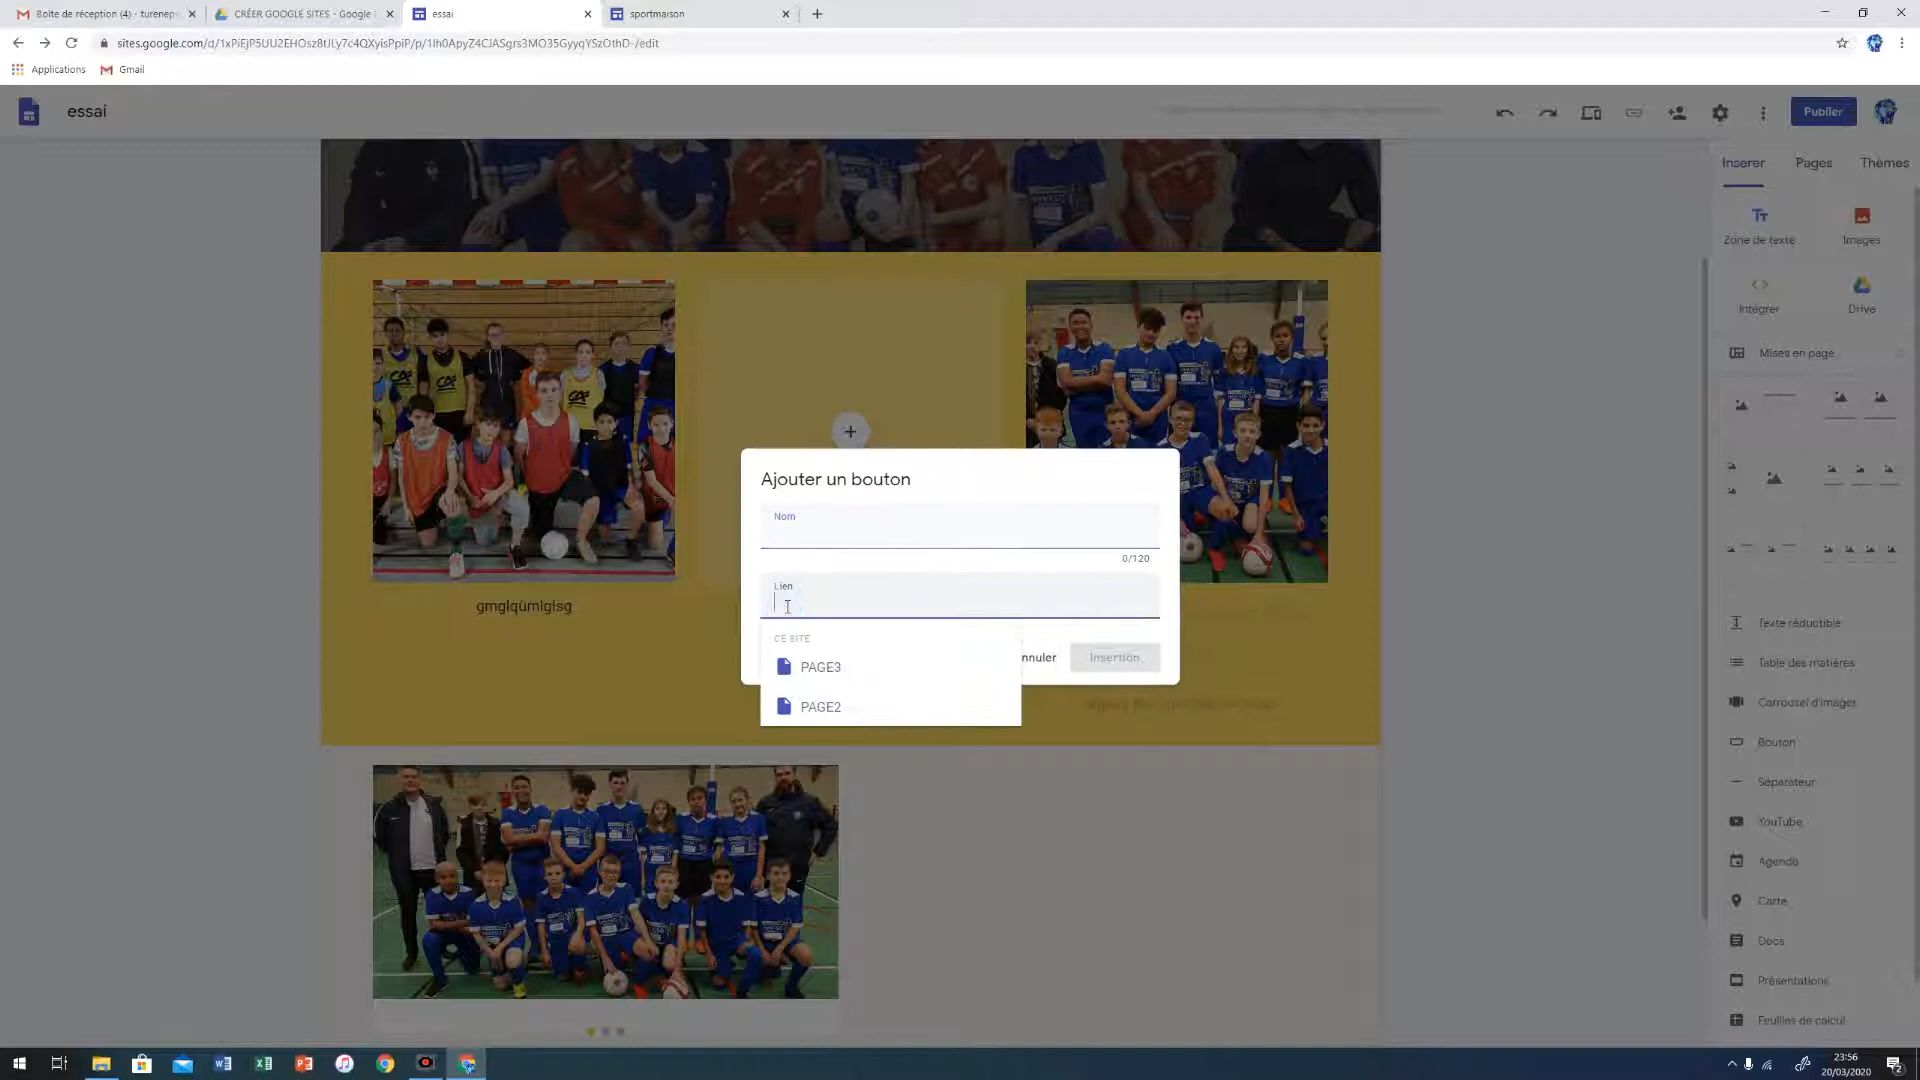 Boîte de réception (4) - turenep
CRÉER GOOGLE SITES - Google
essai
sportmaison
sites.google.com/d/1xPiEjP5UU2EHOsz8tJLy7c4QXyisPpiP/p/1Ih0ApyZ4CJASgrs3MO35GyyqYSzOthD-/edit
Applications
Gmail
essai
Publier
Insérer
Pages
Thèmes
Zone de texte
Images
Intégrer
Drive
Mises en page
Ajouter un bouton
Nom
0/120
Lien
CE SITE
PAGE3
PAGE2
nnuler
Insertion
gmglqùmlglsg
Texte réductible
Table des matières
Carrousel d'images
Bouton
Séparateur
YouTube
Agenda
Carte
Docs
Présentations
Feuilles de calcul
23:56
20/03/2020